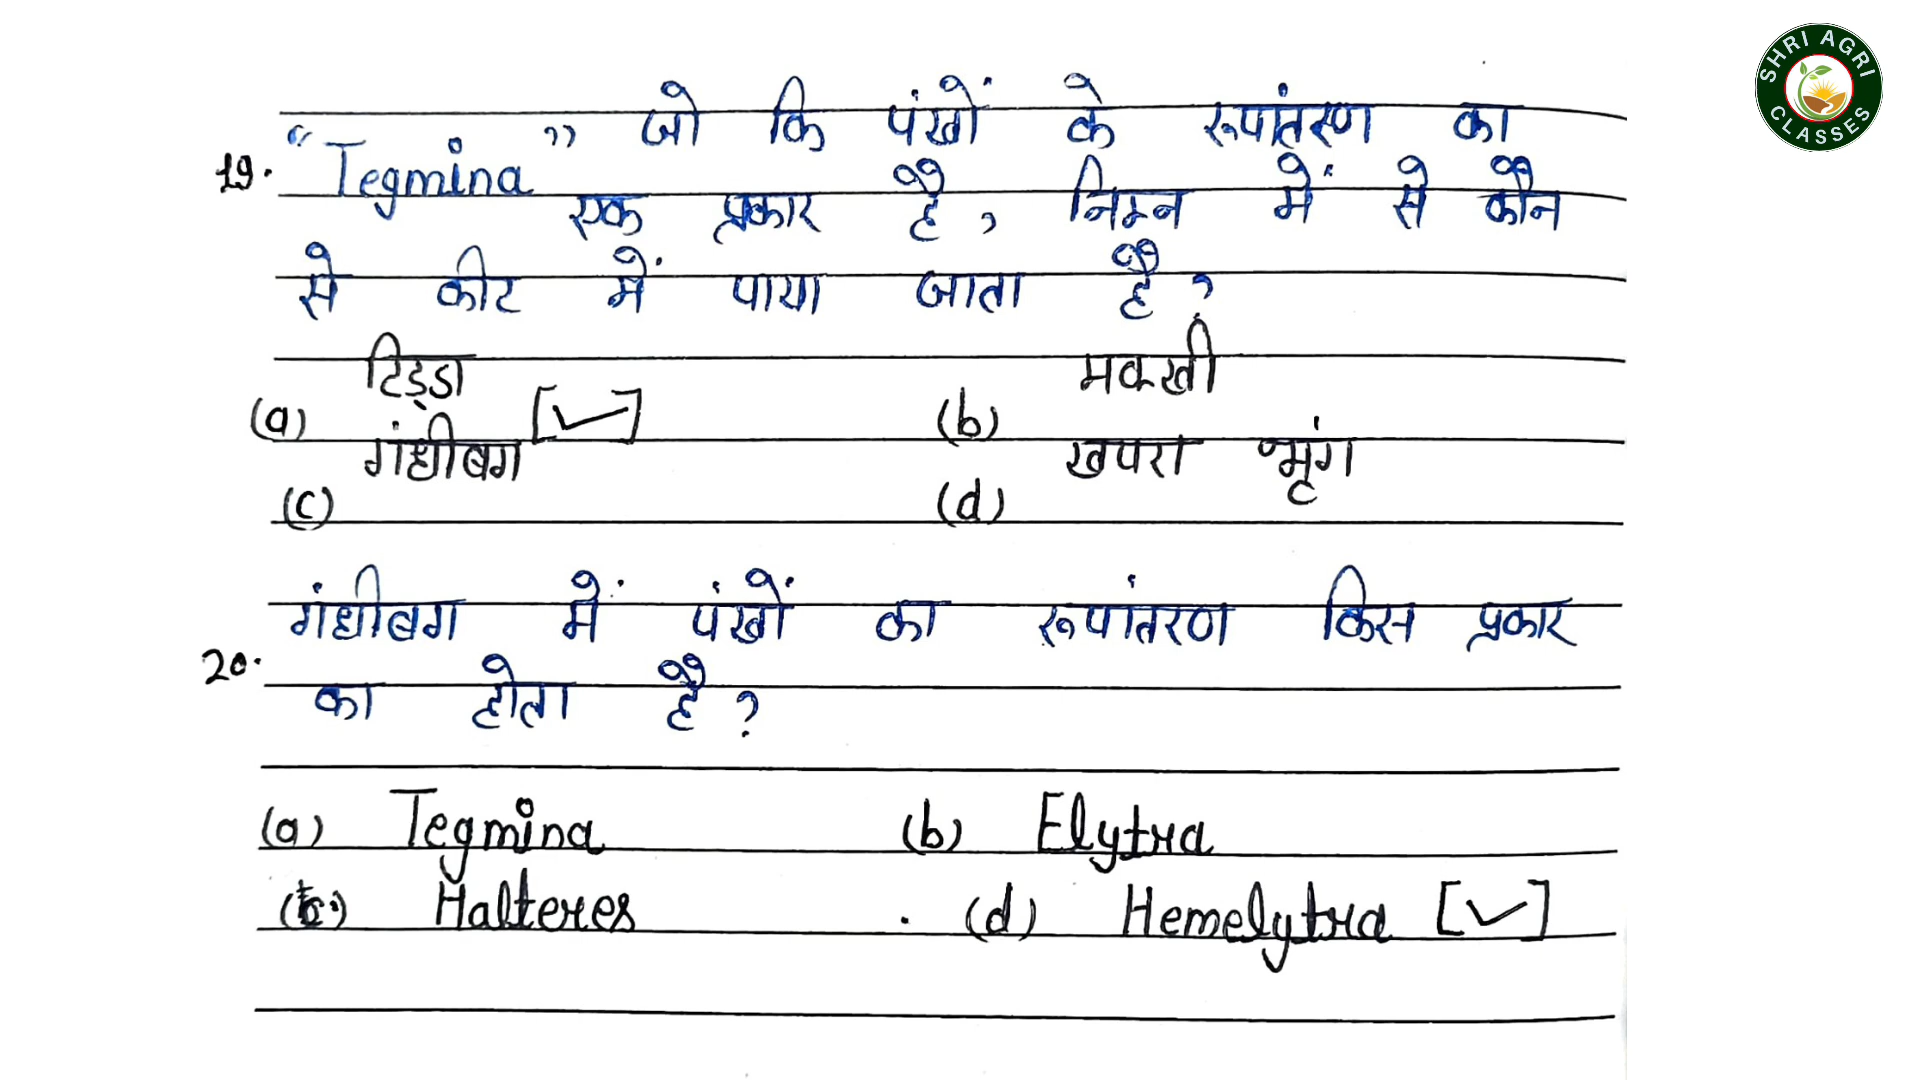 SHRI AGRI CLASSES
19. "Tegmina" जो कि पंखों के रूपांतरण का
एक प्रकार है, निम्न में से कौन
से कीट में पाया जाता है?
(a) टिड्डा [✓] (b) मक्खी
(c) गंधीबग (d) खपरा भृंग
20. गंधीबग में पंखों का रूपांतरण किस प्रकार
का होता है?
(a) Tegmina (b) Elytra
(c) Halteres (d) Hemelytra [✓]